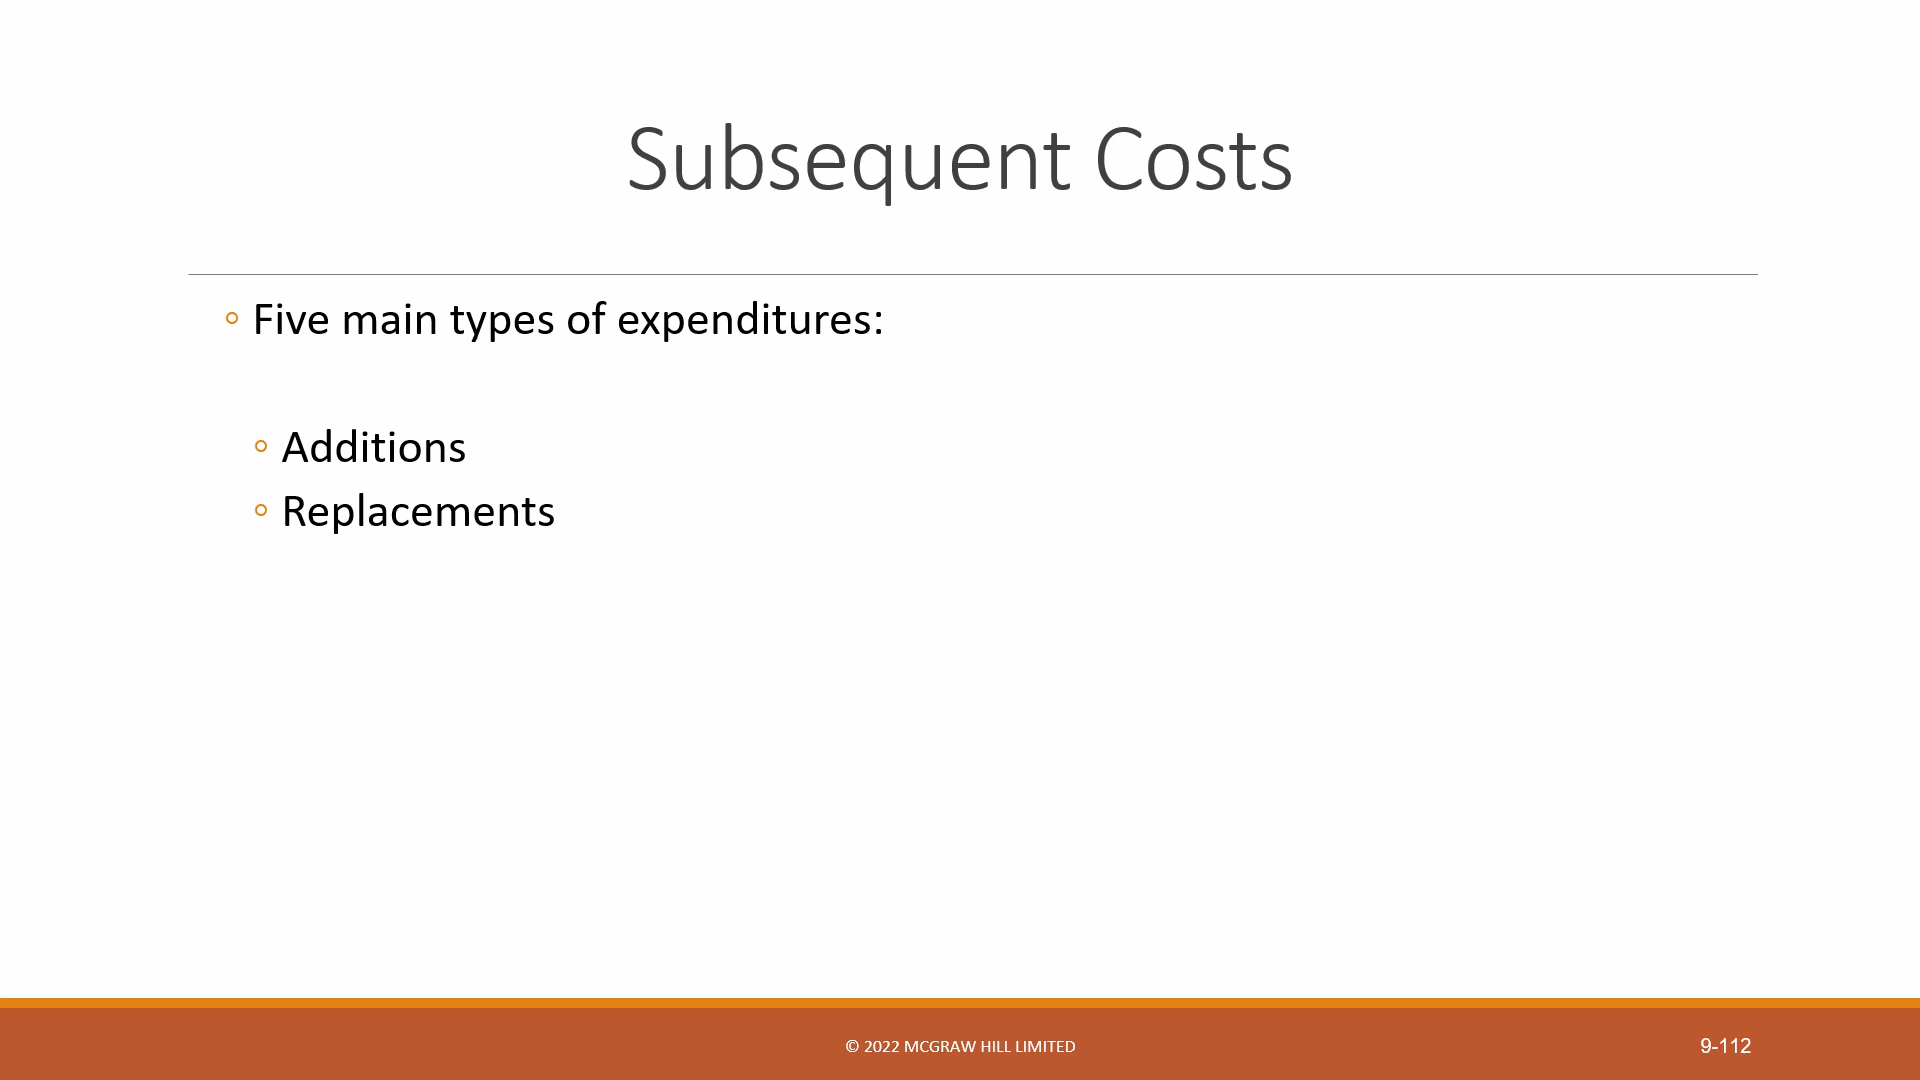 Subsequent Costs
◦ Five main types of expenditures:
◦ Additions
◦ Replacements
© 2022 MCGRAW HILL LIMITED
9-112